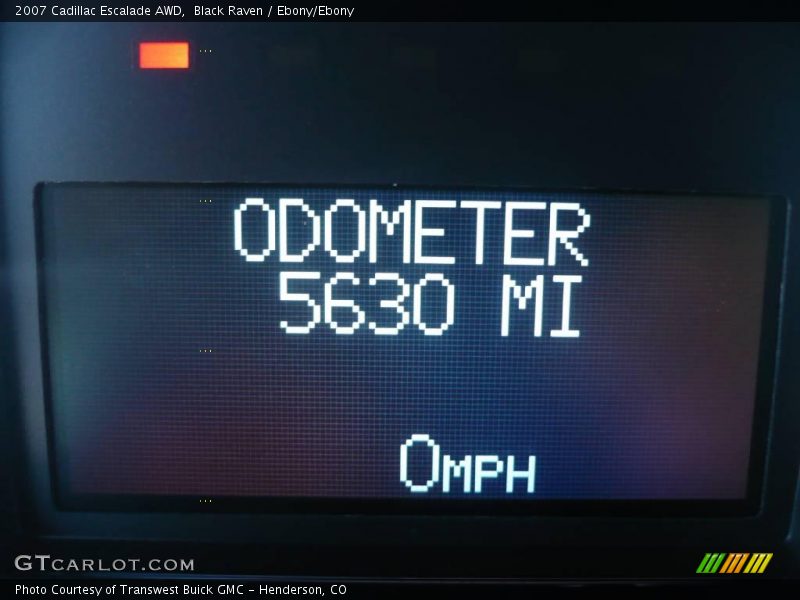 2007 Cadillac Escalade AWD,  Black Raven / Ebony/Ebony
ODOMETER
5630 MI
0MPH
GTCARLOT.COM
Photo Courtesy of Transwest Buick GMC - Henderson, CO